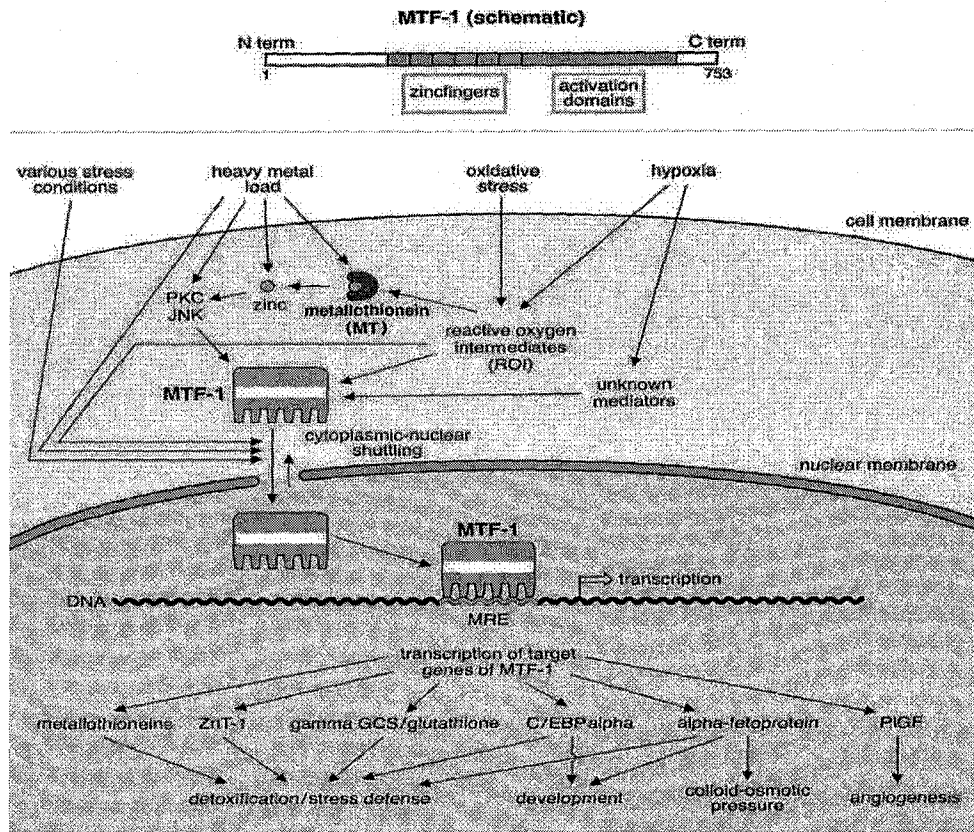 MTF-1 (schematic)
N term
C term
1
753
zincfingers
activation
domains
various stress
conditions
heavy metal
load
oxidative
stress
hypoxia
cell membrane
PKC
JNK
zinc
metallothionein
(MT)
reactive oxygen
intermediates
(ROI)
unknown
mediators
MTF-1
cytoplasmic-nuclear
shuttling
nuclear membrane
MTF-1
transcription
DNA
MRE
transcription of target
genes of MTF-1
metallothioneins
ZnT-1
gamma GCS/glutathione
C/EBPalpha
alpha-fetoprotein
PlGF
detoxification/stress defense
development
colloid-osmotic
pressure
angiogenesis